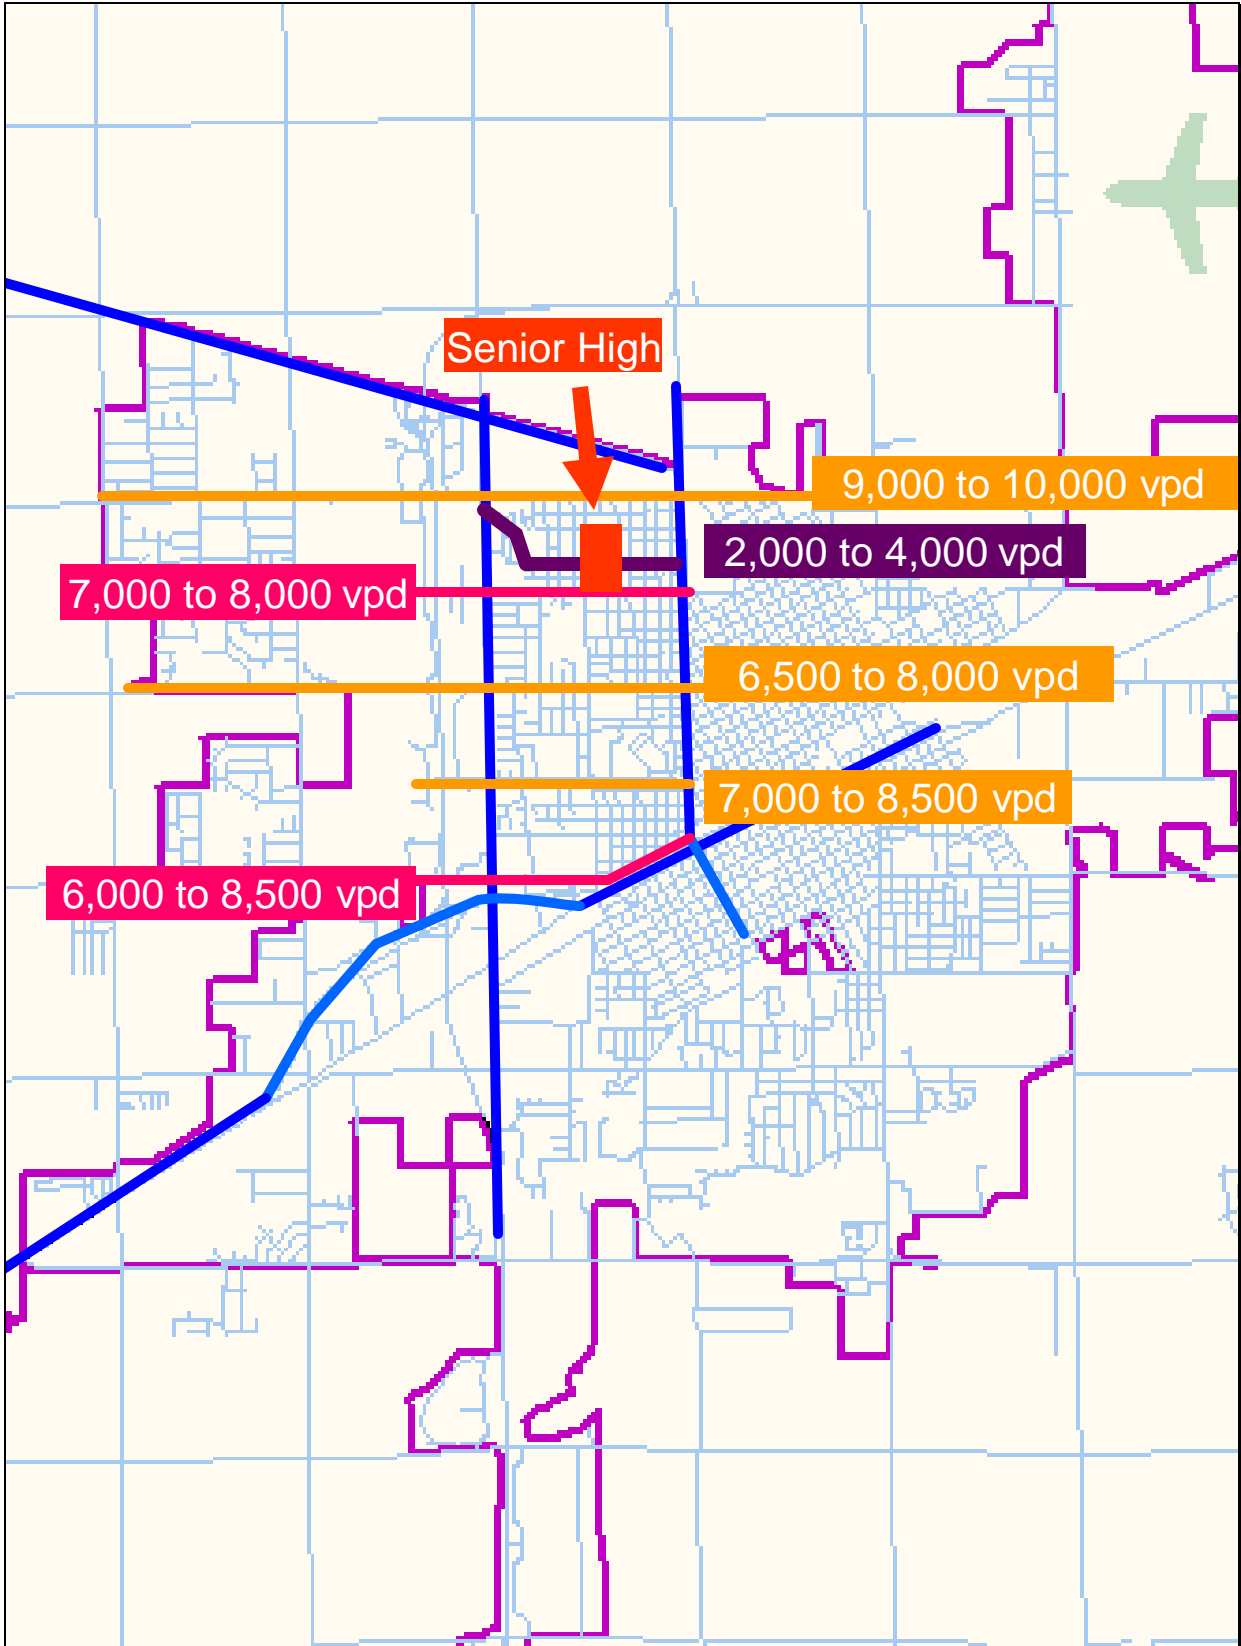 Senior High
9,000 to 10,000 vpd
2,000 to 4,000 vpd
7,000 to 8,000 vpd
6,500 to 8,000 vpd
7,000 to 8,500 vpd
6,000 to 8,500 vpd